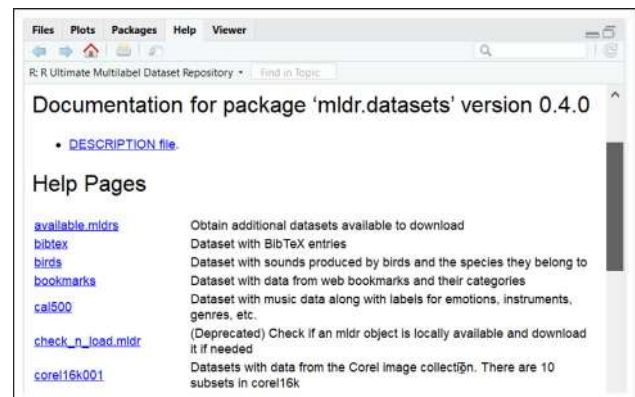 Files Plots Packages Help Viewer
R: R Ultimate Multilabel Dataset Repository Find in Topic
Documentation for package ‘mldr.datasets’ version 0.4.0
• DESCRIPTION file.
Help Pages
available.mldrs Obtain additional datasets available to download
bibtex Dataset with BibTeX entries
birds Dataset with sounds produced by birds and the species they belong to
bookmarks Dataset with data from web bookmarks and their categories
cal500 Dataset with music data along with labels for emotions, instruments,
genres, etc.
check_n_load.mldr (Deprecated) Check if an mldr object is locally available and download
it if needed
corel16k001 Datasets with data from the Corel image collection. There are 10
subsets in corel16k